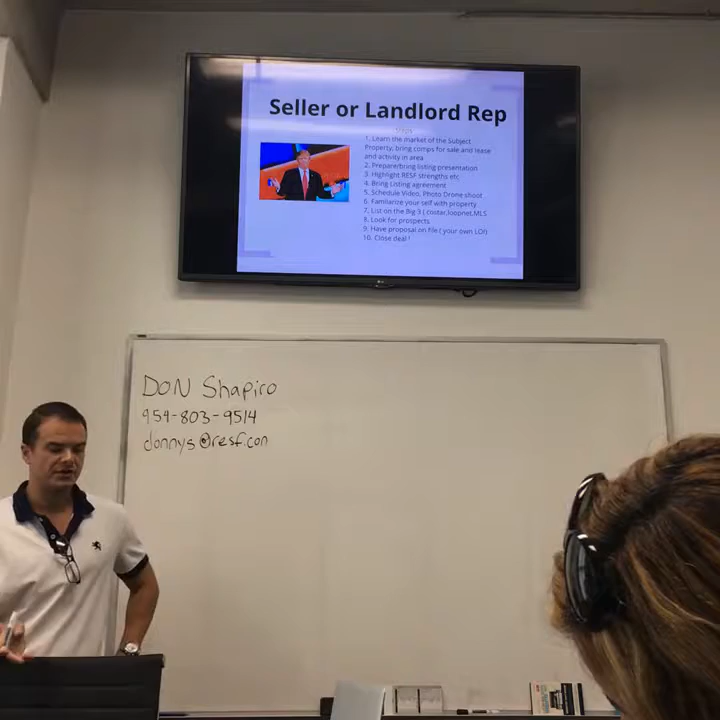 Seller or Landlord Rep
Steps
1. Learn the market of the Subject
Property, bring comps for sale and lease
and activity in area
2. Prepare/bring listing presentation
3. Highlight RESF strengths etc
4. Bring Listing agreement
5. Schedule Video, Photo Drone shoot
6. Familiarize your self with property
7. List on the Big 3 ( costar,loopnet,MLS
8. Look for prospects
9. Have proposal on file ( your own LOI)
10. Close deal !
LG
DON Shapiro
954-803-9514
donnys@resf.com